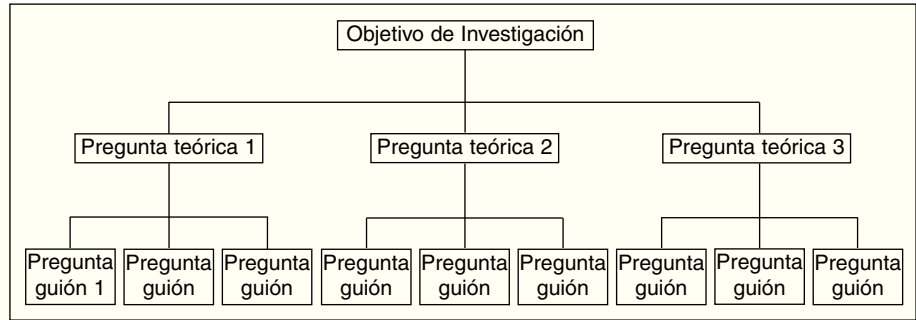 Objetivo de Investigación
Pregunta teórica 1
Pregunta teórica 2
Pregunta teórica 3
Pregunta
guión 1
Pregunta
guión
Pregunta
guión
Pregunta
guión
Pregunta
guión
Pregunta
guión
Pregunta
guión
Pregunta
guión
Pregunta
guión